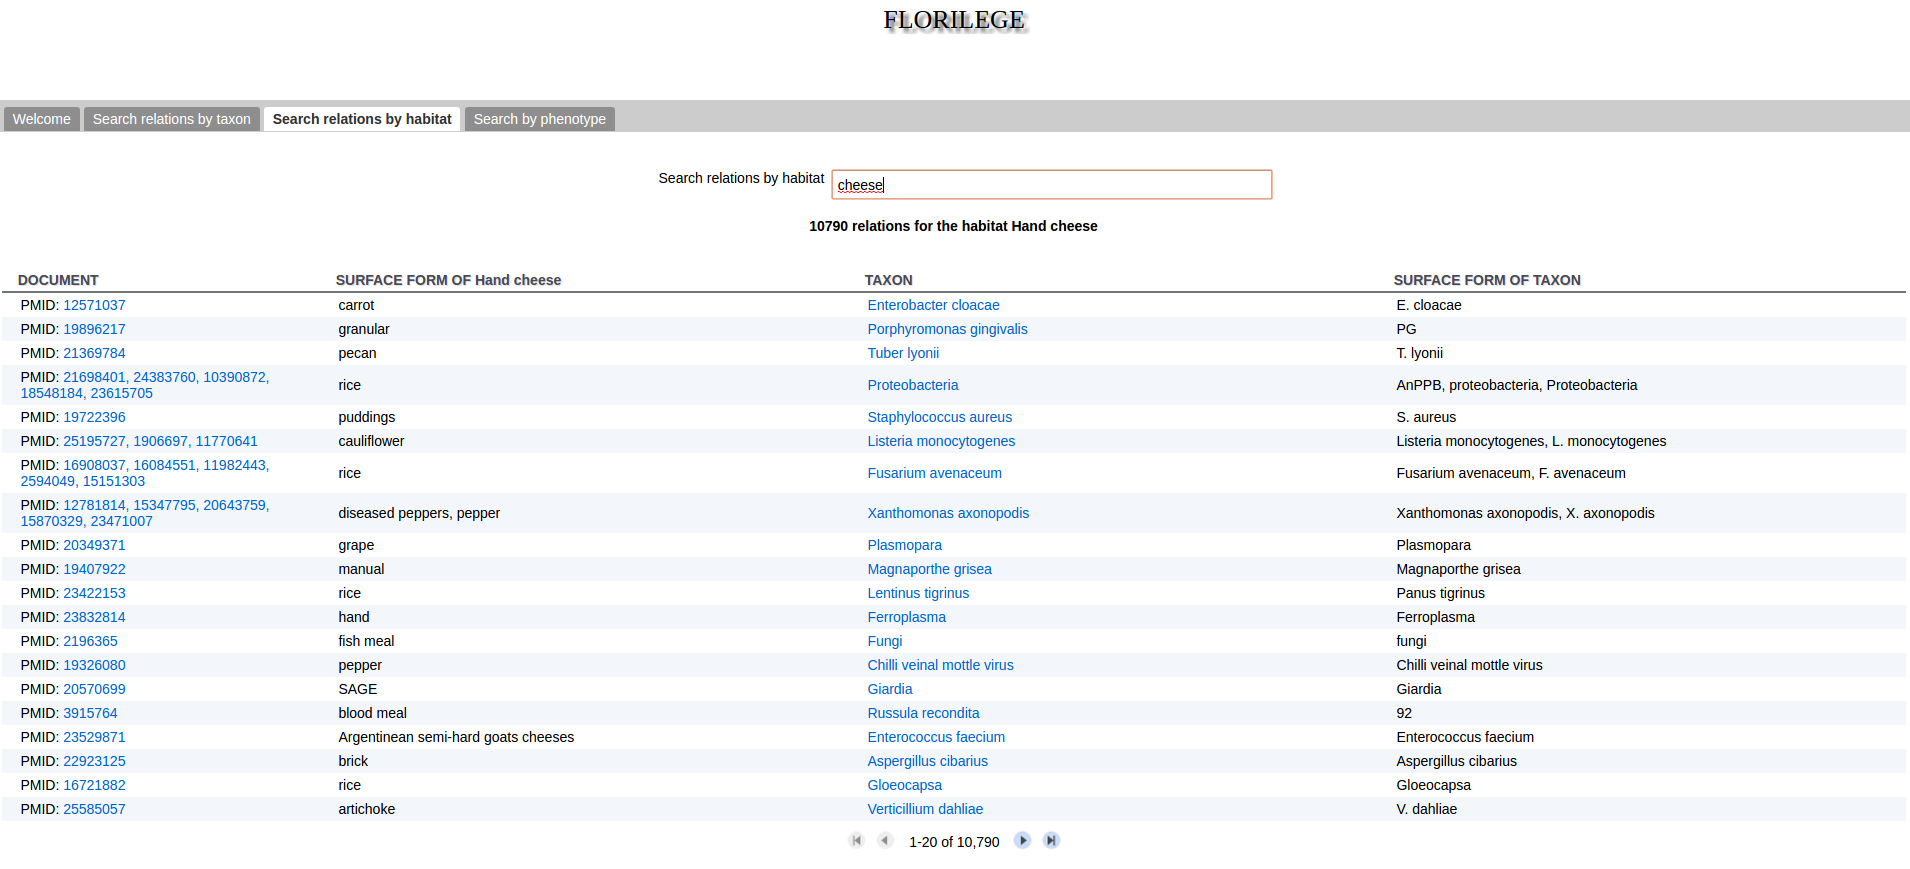 FLORILEGE
Welcome Search relations by taxon Search relations by habitat Search by phenotype
Search relations by habitat cheese
10790 relations for the habitat Hand cheese
DOCUMENT SURFACE FORM OF Hand cheese TAXON SURFACE FORM OF TAXON
PMID: 12571037 carrot Enterobacter cloacae E. cloacae
PMID: 19896217 granular Porphyromonas gingivalis PG
PMID: 21369784 pecan Tuber lyonii T. lyonii
PMID: 21698401, 24383760, 10390872,
18548184, 23615705 rice Proteobacteria AnPPB, proteobacteria, Proteobacteria
PMID: 19722396 puddings Staphylococcus aureus S. aureus
PMID: 25195727, 1906697, 11770641 cauliflower Listeria monocytogenes Listeria monocytogenes, L. monocytogenes
PMID: 16908037, 16084551, 11982443,
2594049, 15151303 rice Fusarium avenaceum Fusarium avenaceum, F. avenaceum
PMID: 12781814, 15347795, 20643759,
15870329, 23471007 diseased peppers, pepper Xanthomonas axonopodis Xanthomonas axonopodis, X. axonopodis
PMID: 20349371 grape Plasmopara Plasmopara
PMID: 19407922 manual Magnaporthe grisea Magnaporthe grisea
PMID: 23422153 rice Lentinus tigrinus Panus tigrinus
PMID: 23832814 hand Ferroplasma Ferroplasma
PMID: 2196365 fish meal Fungi fungi
PMID: 19326080 pepper Chilli veinal mottle virus Chilli veinal mottle virus
PMID: 20570699 SAGE Giardia Giardia
PMID: 3915764 blood meal Russula recondita 92
PMID: 23529871 Argentinean semi-hard goats cheeses Enterococcus faecium Enterococcus faecium
PMID: 22923125 brick Aspergillus cibarius Aspergillus cibarius
PMID: 16721882 rice Gloeocapsa Gloeocapsa
PMID: 25585057 artichoke Verticillium dahliae V. dahliae
1-20 of 10,790